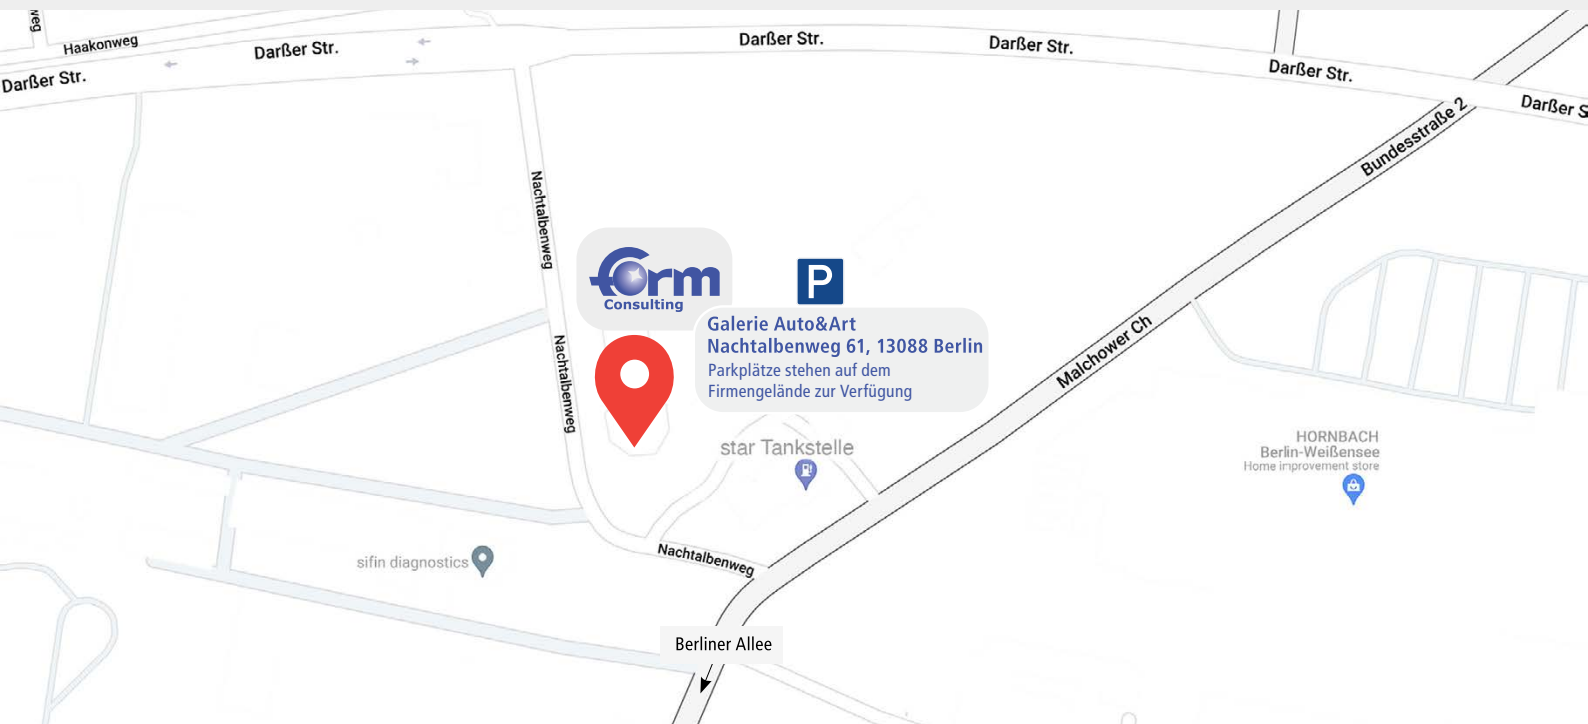 weg
Haakonweg
Darßer Str.
Darßer Str.
Darßer Str.
Darßer Str.
Darßer Str.
Darßer S
Bundesstraße 2
Nachtalbenweg
form
Consulting
P
Galerie Auto&Art
Nachtalbenweg 61, 13088 Berlin
Parkplätze stehen auf dem
Firmengelände zur Verfügung
Nachtalbenweg
Malchower Ch
star Tankstelle
HORNBACH
Berlin-Weißensee
Home improvement store
sifin diagnostics
Nachtalbenweg
Berliner Allee